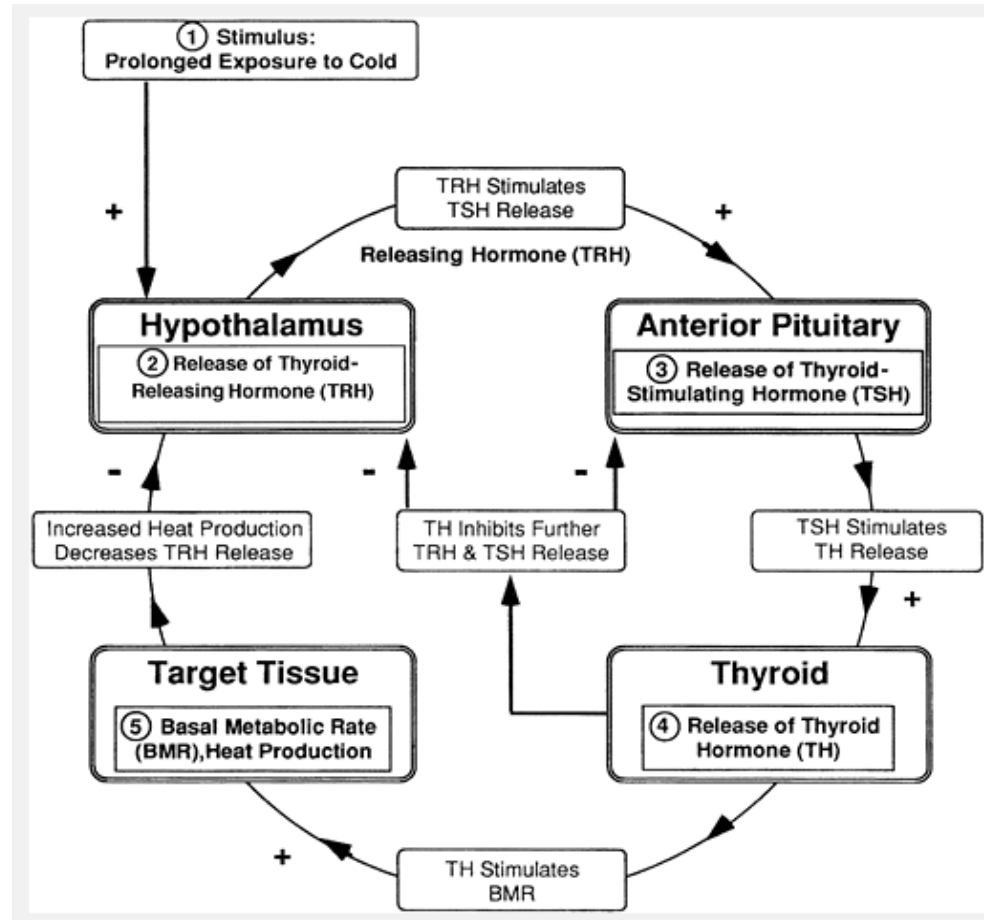 ① Stimulus:
Prolonged Exposure to Cold
+
TRH Stimulates
TSH Release
+
Releasing Hormone (TRH)
Hypothalamus
② Release of Thyroid-
Releasing Hormone (TRH)
Anterior Pituitary
③ Release of Thyroid-
Stimulating Hormone (TSH)
-
-
-
Increased Heat Production
Decreases TRH Release
TH Inhibits Further
TRH & TSH Release
TSH Stimulates
TH Release
+
Target Tissue
⑤ Basal Metabolic Rate
(BMR),Heat Production
Thyroid
④ Release of Thyroid
Hormone (TH)
+
TH Stimulates
BMR